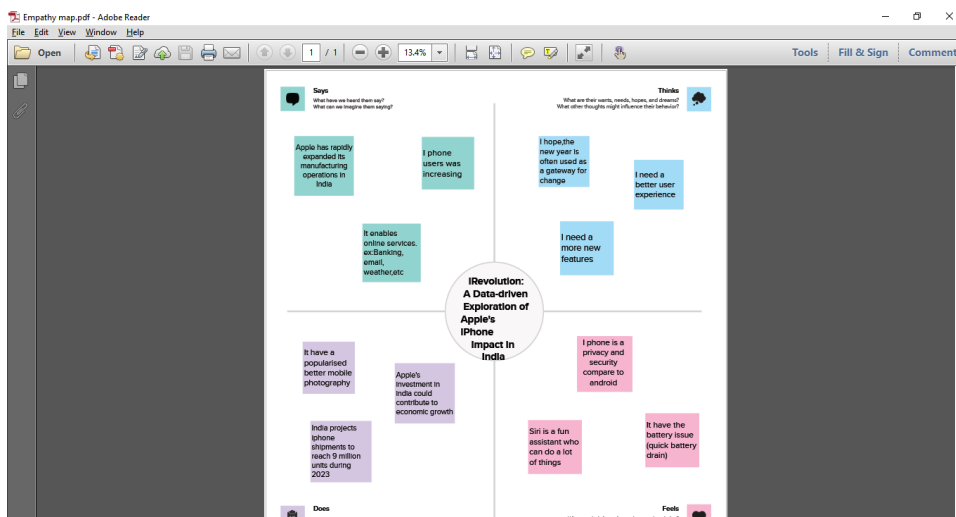 Empathy map.pdf - Adobe Reader
File Edit View Window Help
Open
1 / 1
13.4%
Tools
Fill & Sign
Comment
Says
What have we heard them say?
What can we imagine them saying?
Thinks
What are their wants, needs, hopes, and dreams?
What other thoughts might influence their behavior?
Apple has rapidly
expanded its
manufacturing
operations in
India
I phone
users was
increasing
I hope,the
new year is
often used as
a gateway for
change
I need a
better user
experience
It enables
online services.
ex:Banking,
email,
weather,etc
I need a
more new
features
IRevolution:
A Data-driven
Exploration of
Apple's
IPhone
Impact in
India
It have a
popularised
better mobile
photography
Apple's
Investment in
India could
contribute to
economic growth
India projects
iphone
shipments to
reach 9 million
units during
2023
I phone is a
privacy and
security
compare to
android
Siri is a fun
assistant who
can do a lot
of things
It have the
battery issue
(quick battery
drain)
Does
Feels